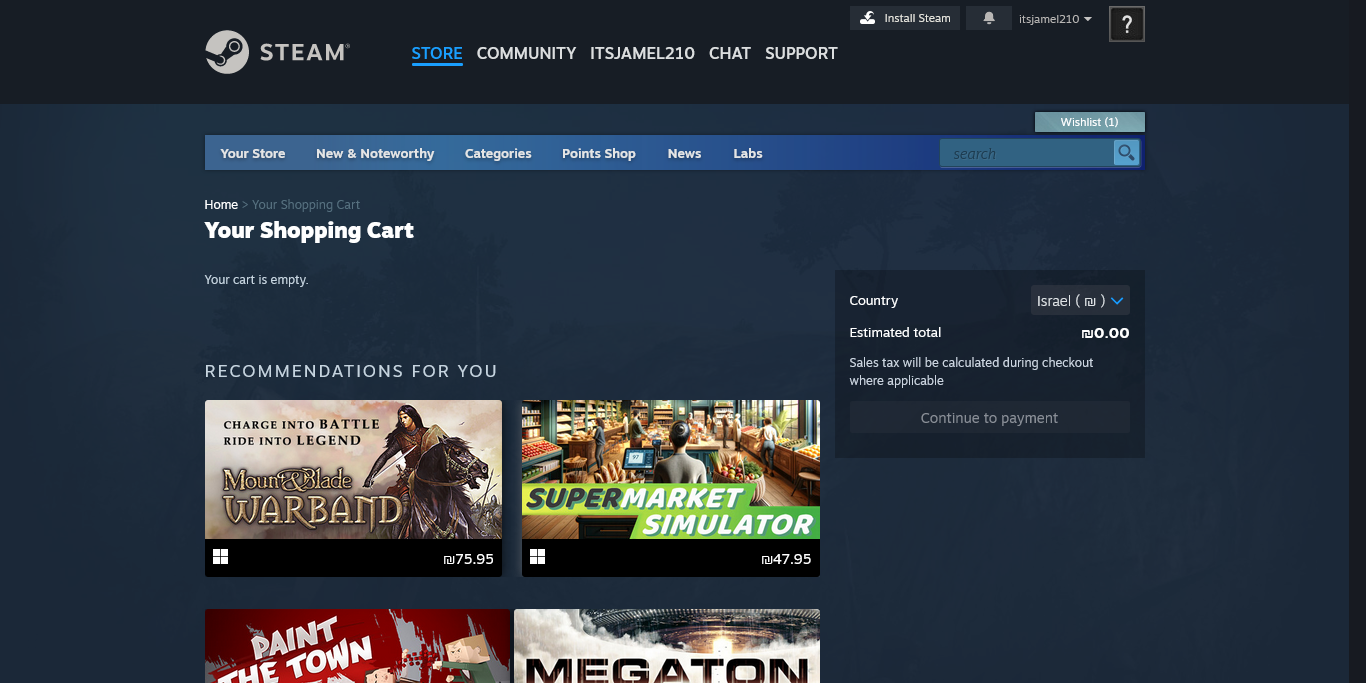 Install Steam
itsjamel210
?
STEAM®
STORE COMMUNITY ITSJAMEL210 CHAT SUPPORT
Wishlist (1)
Your Store New & Noteworthy Categories Points Shop News Labs search
Home > Your Shopping Cart
Your Shopping Cart
Your cart is empty.
Country Israel ( ₪ )
Estimated total ₪0.00
Sales tax will be calculated during checkout
where applicable
Continue to payment
RECOMMENDATIONS FOR YOU
CHARGE INTO BATTLE
RIDE INTO LEGEND
Mount&Blade
WARBAND
₪75.95
97
SUPERMARKET
SIMULATOR
₪47.95
PAINT
THE TOWN
MEGATON